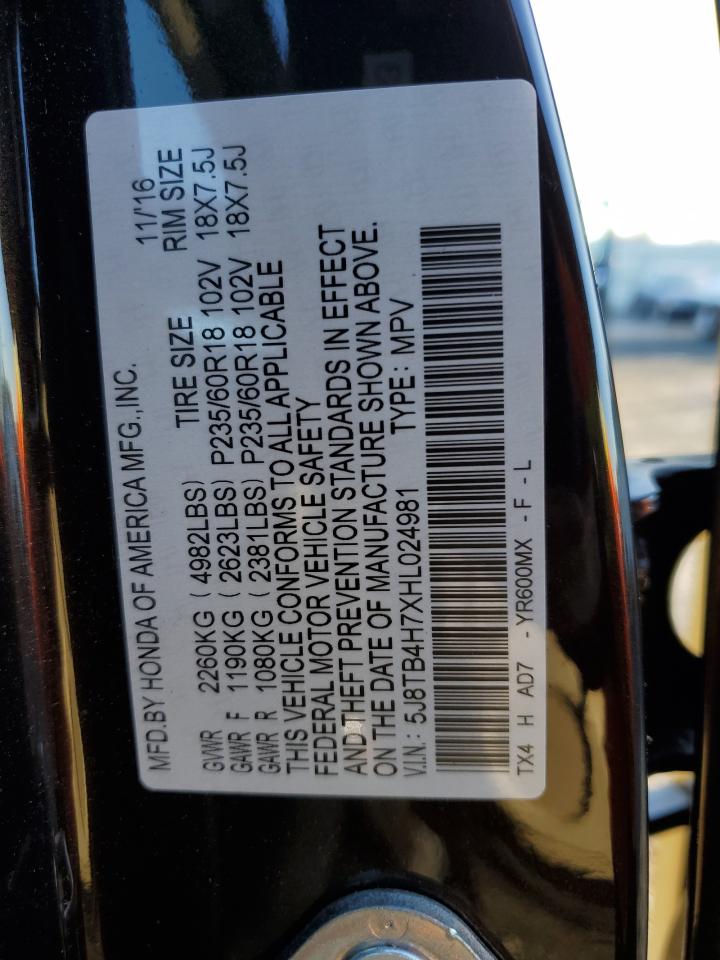 MFD.BY HONDA OF AMERICA MFG.,INC. 11/'16
TIRE SIZE RIM SIZE
GVWR 2260KG ( 4982LBS)
GAWR F 1190KG ( 2623LBS) P235/60R18 102V 18X7.5J
GAWR R 1080KG ( 2381LBS) P235/60R18 102V 18X7.5J
THIS VEHICLE CONFORMS TO ALL APPLICABLE
FEDERAL MOTOR VEHICLE SAFETY
AND THEFT PREVENTION STANDARDS IN EFFECT
ON THE DATE OF MANUFACTURE SHOWN ABOVE.
V.I.N.: 5J8TB4H7XHL024981 TYPE: MPV
TX4 H AD7 - YR600MX - F - L